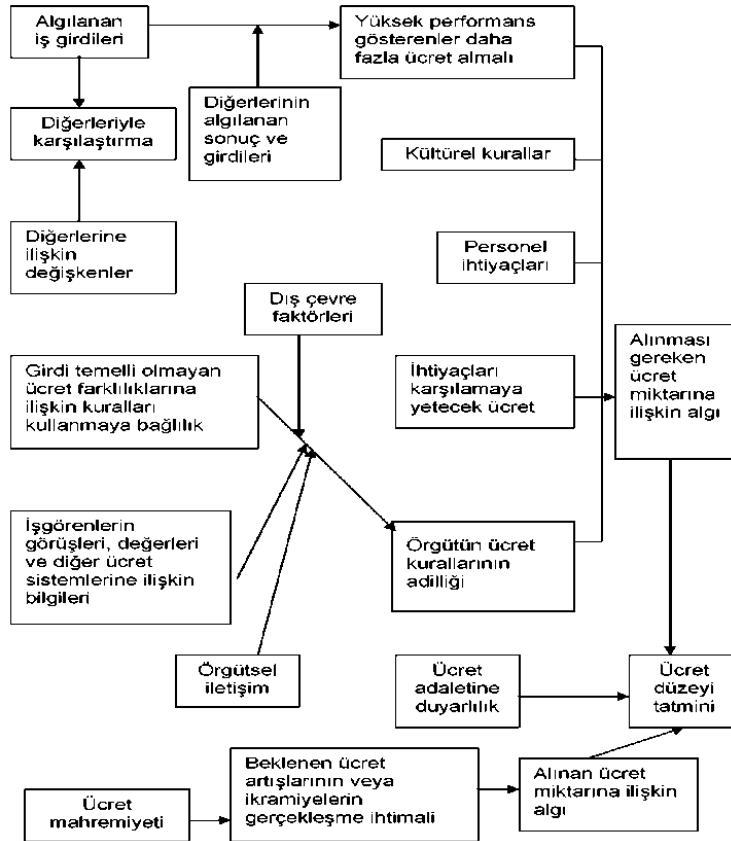 Algılanan
iş girdileri
Yüksek performans
gösterenler daha
fazla ücret almalı
Diğerleriyle
karşılaştırma
Diğerlerinin
algılanan
sonuç ve
girdileri
Kültürel kurallar
Diğerlerine
ilişkin
değişkenler
Personel
ihtiyaçları
Dış çevre
faktörleri
Girdi temelli olmayan
ücret farklılıklarına
ilişkin kuralları
kullanmaya bağlılık
İhtiyaçları
karşılamaya
yetecek ücret
Alınması
gereken
ücret
miktarına
ilişkin algı
İşgörenlerin
görüşleri, değerleri
ve diğer ücret
sistemlerine ilişkin
bilgileri
Örgütün ücret
kurallarının
adilliği
Örgütsel
iletişim
Ücret
adaletine
duyarlılık
Ücret
düzeyi
tatmini
Beklenen ücret
artışlarının veya
ikramiyelerin
gerçekleşme ihtimali
Alınan ücret
miktarına ilişkin
algı
Ücret
mahremiyeti